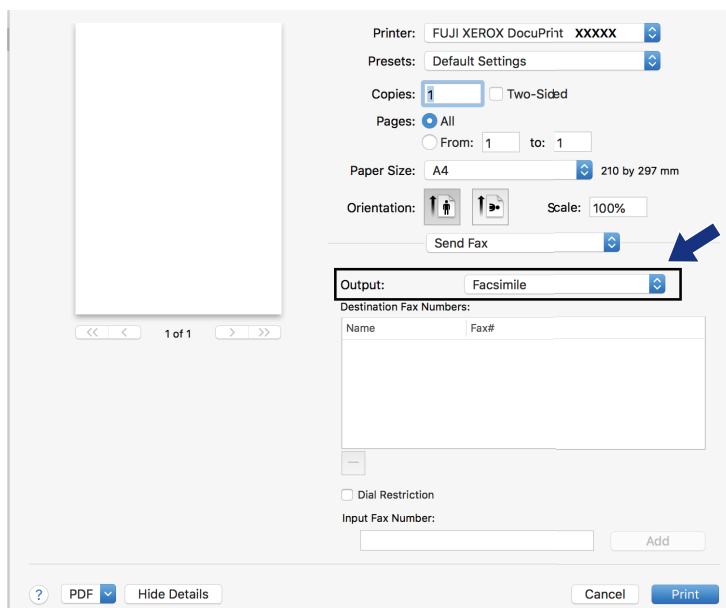 Printer: FUJI XEROX DocuPrint XXXXX
Presets: Default Settings
Copies: 1 Two-Sided
Pages: All
From: 1 to: 1
Paper Size: A4 210 by 297 mm
Orientation: Scale: 100%
Send Fax
Output: Facsimile
Destination Fax Numbers:
Name Fax#
<< < 1 of 1 > >>
—
Dial Restriction
Input Fax Number:
Add
? PDF Hide Details Cancel Print